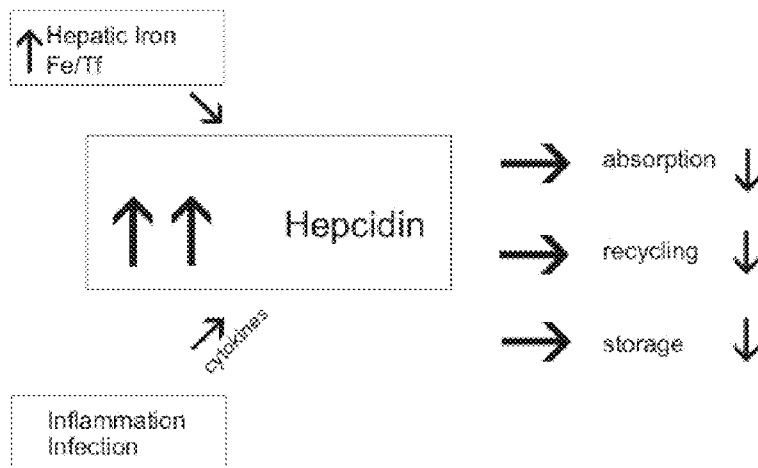 Hepatic Iron
Fe/Tf
Hepcidin
absorption
recycling
storage
cytokines
Inflammation
Infection